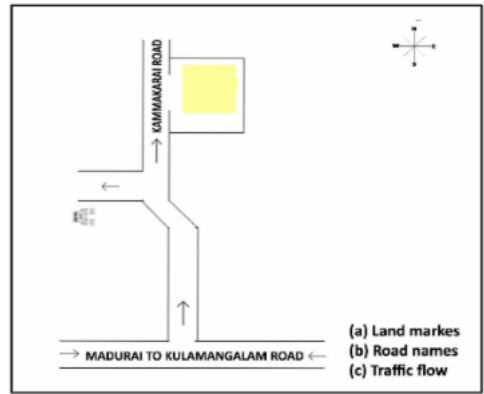 N
W E
S
KAMMAKARAI ROAD
MADURAI TO KULAMANGALAM ROAD
(a) Land markes
(b) Road names
(c) Traffic flow